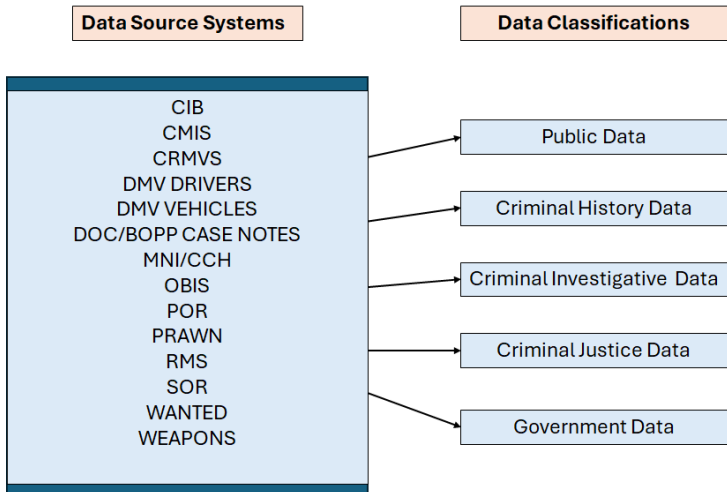 Data Source Systems
Data Classifications
CIB
CMIS
CRMVS
DMV DRIVERS
DMV VEHICLES
DOC/BOPP CASE NOTES
MNI/CCH
OBIS
POR
PRAWN
RMS
SOR
WANTED
WEAPONS
Public Data
Criminal History Data
Criminal Investigative Data
Criminal Justice Data
Government Data